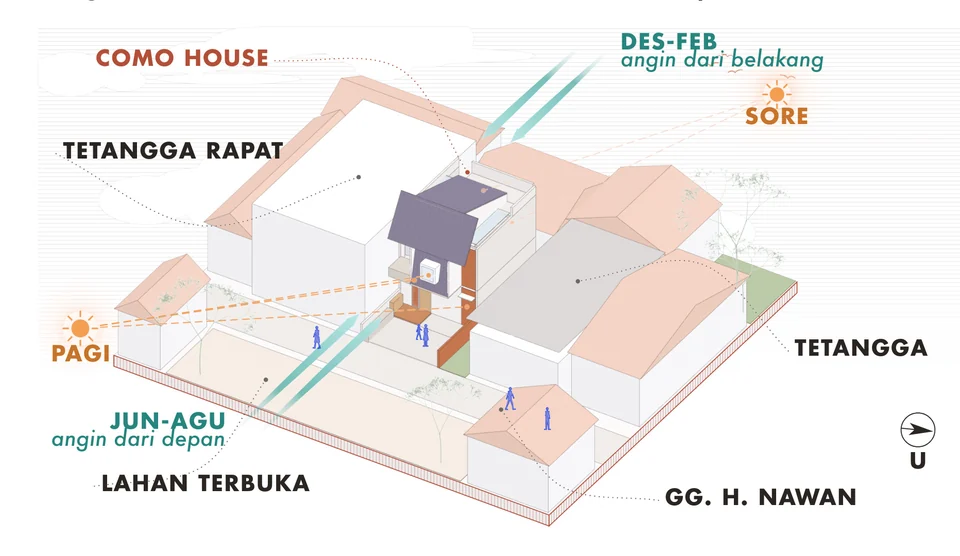 COMO HOUSE
DES-FEB
angin dari belakang
SORE
TETANGGA RAPAT
PAGI
TETANGGA
JUN-AGU
angin dari depan
U
LAHAN TERBUKA
GG. H. NAWAN